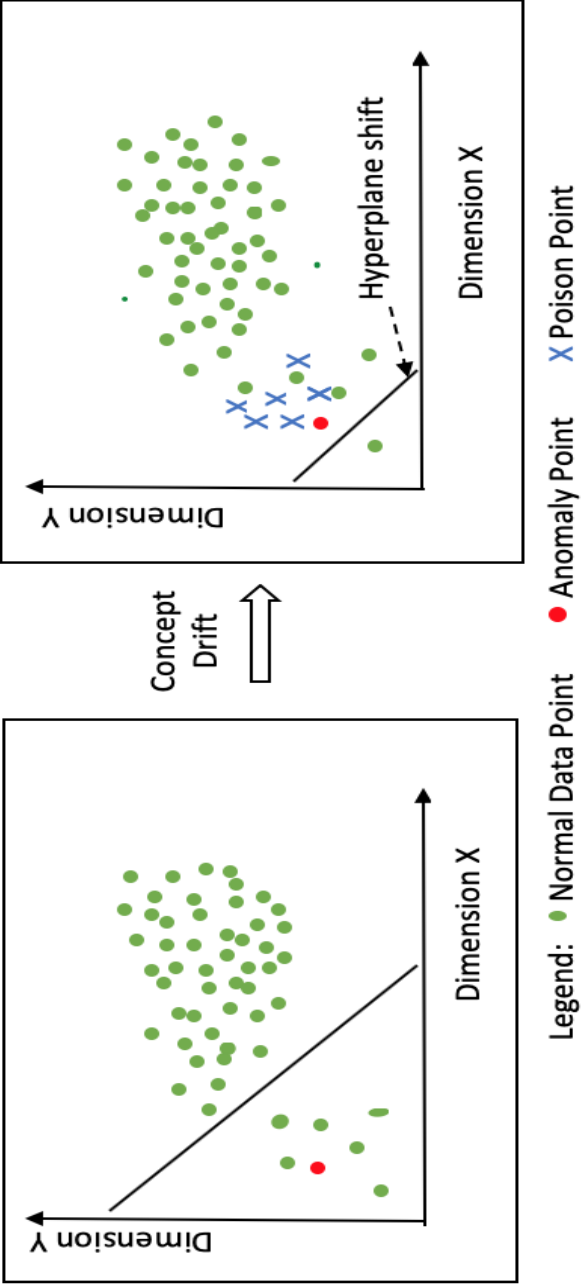 Dimension Y
Dimension X
Concept
Drift
Dimension Y
Hyperplane shift
Dimension X
Legend: Normal Data Point Anomaly Point X Poison Point